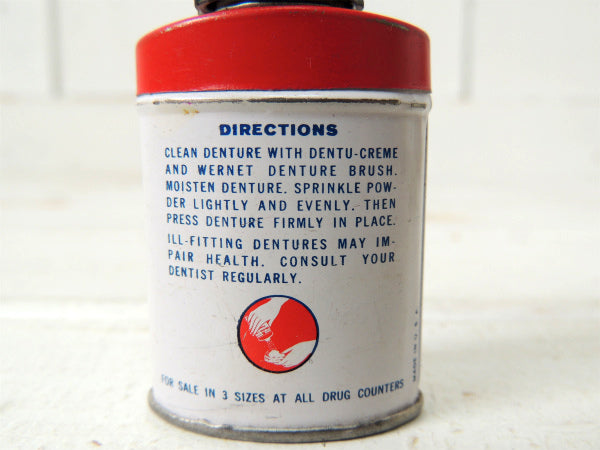 DIRECTIONS
CLEAN DENTURE WITH DENTU-CREME
AND WERNET DENTURE BRUSH.
MOISTEN DENTURE. SPRINKLE POW-
DER LIGHTLY AND EVENLY. THEN
PRESS DENTURE FIRMLY IN PLACE.
ILL-FITTING DENTURES MAY IM-
PAIR HEALTH. CONSULT YOUR
DENTIST REGULARLY.
FOR SALE IN 3 SIZES AT ALL DRUG COUNTERS
MADE IN U.S.A.